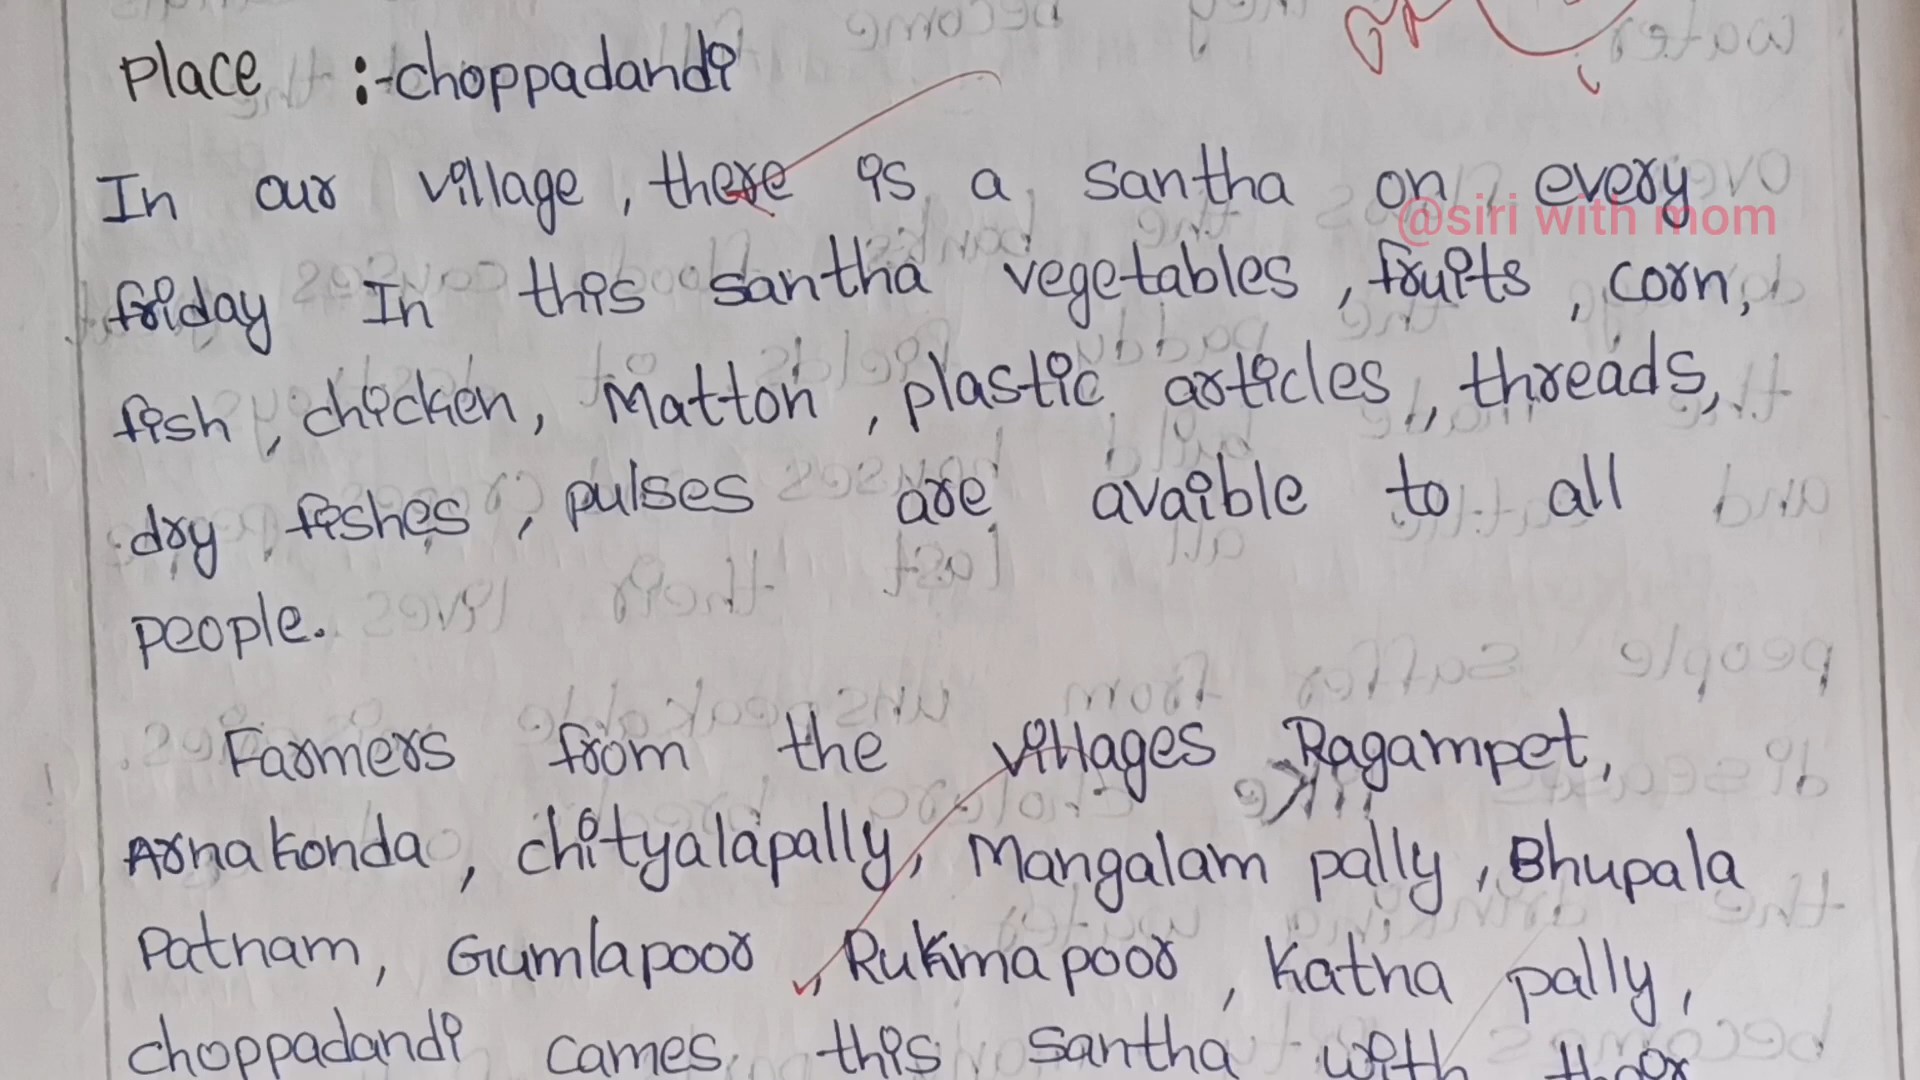 Place :- choppadandi
In our village, there is a santha on every
@siri with mom
friday In this santha vegetables, fruits, corn,
fish, chicken, Matton, plastic articles, threads,
dry fishes, pulses are avaible to all
people.
Farmers from the villages Ragampet,
Arnakonda, chityalapally, Mangalam pally, Bhupala
Patnam, Gumlapoor, Rukmapoor, Katna pally,
choppadandi cames this santha with